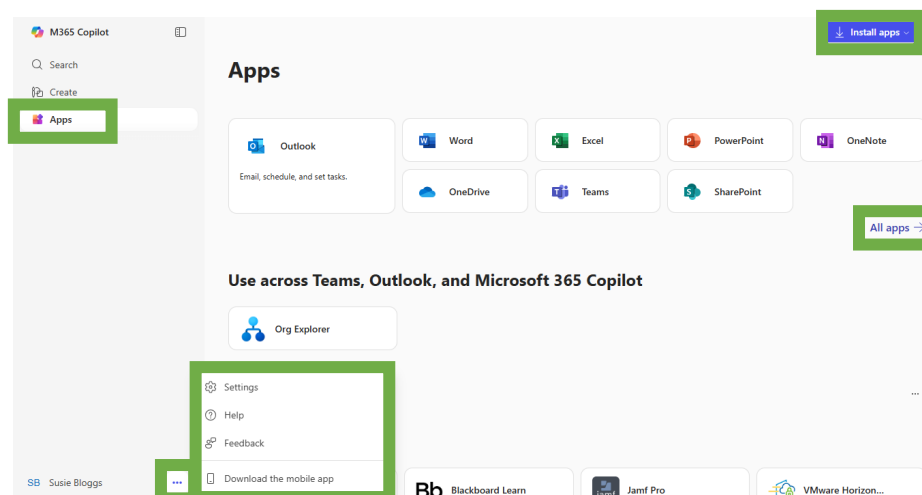 M365 Copilot
Install apps
Search
Apps
Create
Apps
Outlook
Word
Excel
PowerPoint
OneNote
Email, schedule, and set tasks.
OneDrive
Teams
SharePoint
All apps
Use across Teams, Outlook, and Microsoft 365 Copilot
Org Explorer
Settings
Help
Feedback
Download the mobile app
SB Susie Bloggs
Bb Blackboard Learn
jamf Jamf Pro
VMware Horizon...